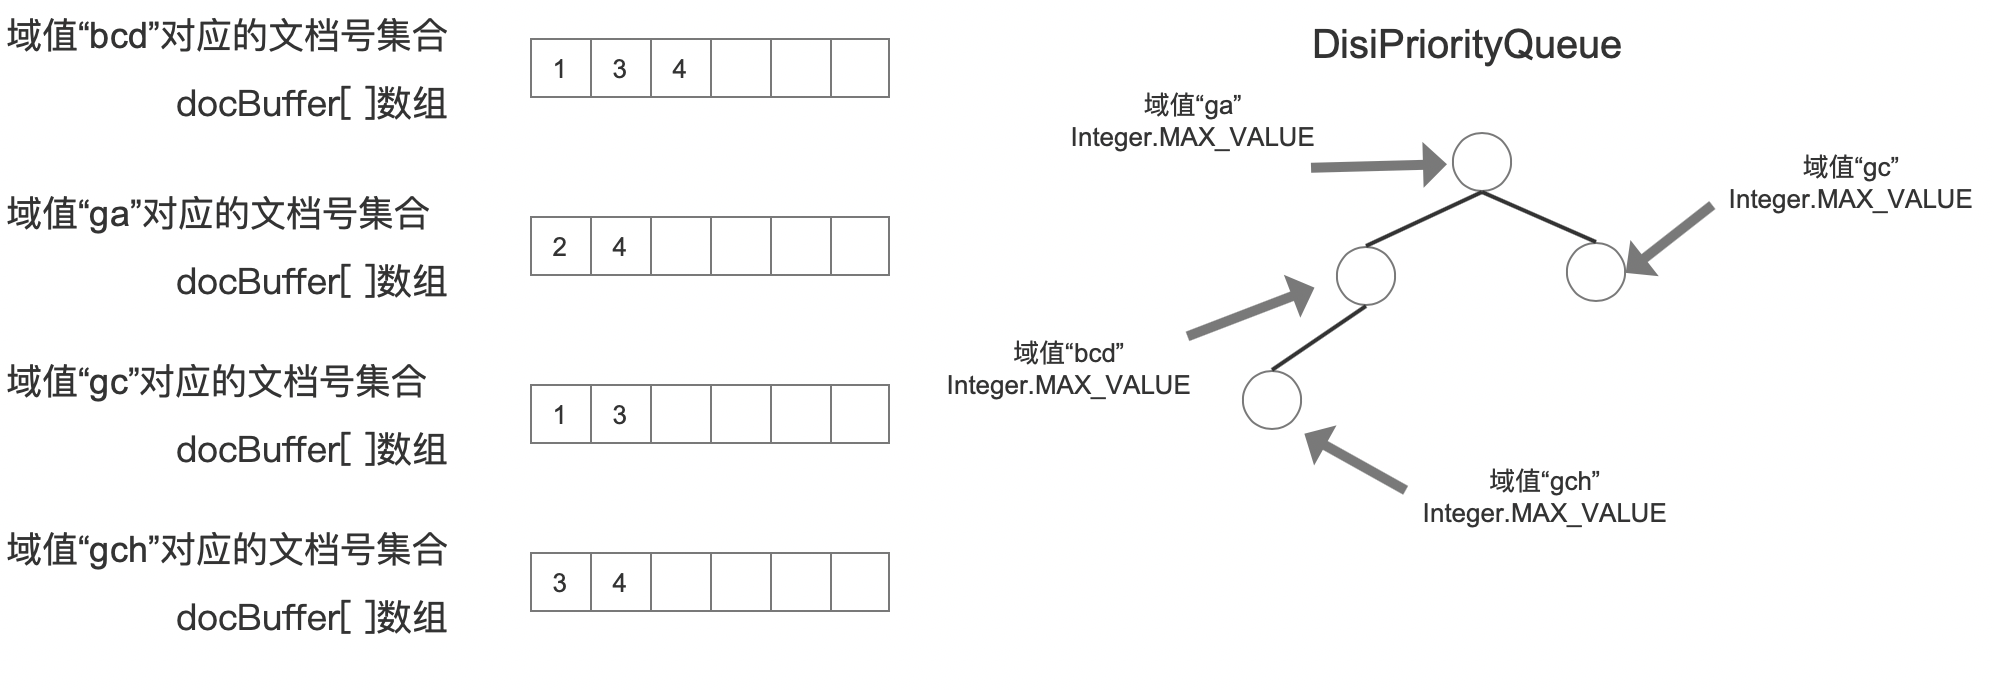 域值“bcd”对应的文档号集合
docBuffer[ ]数组
1 3 4
域值“ga”对应的文档号集合
docBuffer[ ]数组
2 4
域值“gc”对应的文档号集合
docBuffer[ ]数组
1 3
域值“gch”对应的文档号集合
docBuffer[ ]数组
3 4
DisiPriorityQueue
域值“ga”
Integer.MAX_VALUE
域值“gc”
Integer.MAX_VALUE
域值“bcd”
Integer.MAX_VALUE
域值“gch”
Integer.MAX_VALUE